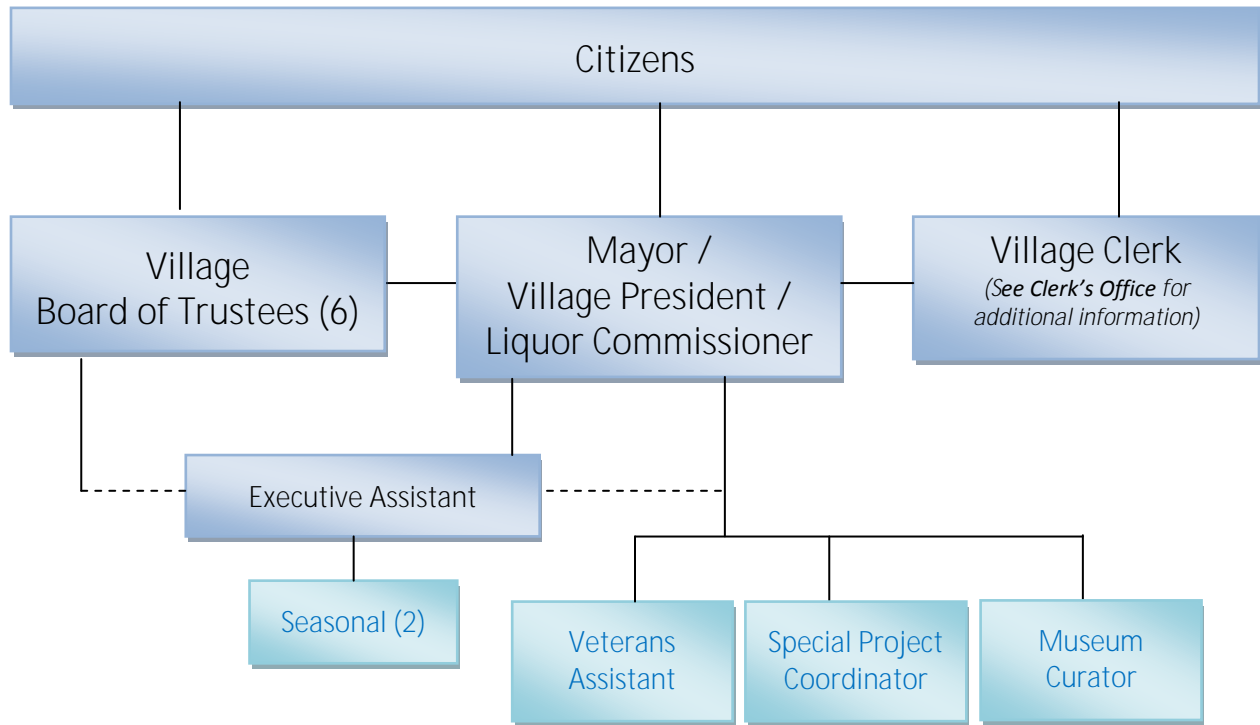 Citizens
Village
Board of Trustees (6)
Mayor /
Village President /
Liquor Commissioner
Village Clerk
(See Clerk's Office for
additional information)
Executive Assistant
Seasonal (2)
Veterans
Assistant
Special Project
Coordinator
Museum
Curator